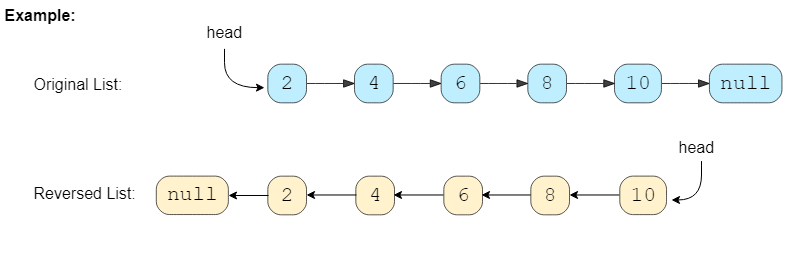 Example:
head
Original List: 2 4 6 8 10 null
head
Reversed List: null 2 4 6 8 10